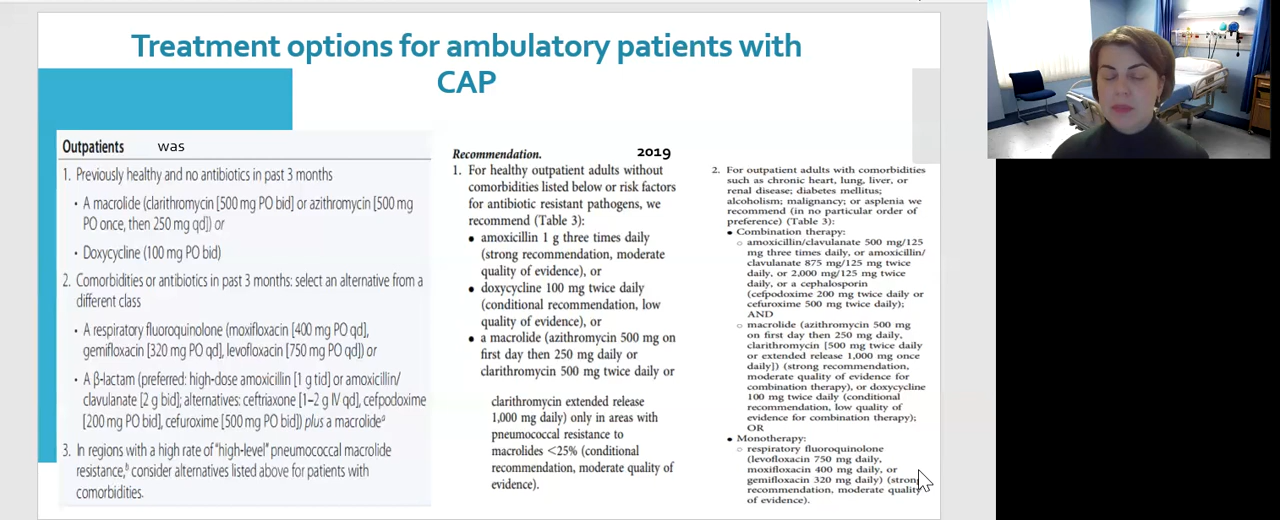 Treatment options for ambulatory patients with
CAP
Outpatients was
1. Previously healthy and no antibiotics in past 3 months
• A macrolide (clarithromycin [500 mg PO bid] or azithromycin [500 mg
PO once, then 250 mg qd]) or
• Doxycycline (100 mg PO bid)
2. Comorbidities or antibiotics in past 3 months: select an alternative from a
different class
• A respiratory fluoroquinolone (moxifloxacin [400 mg PO qd],
gemifloxacin [320 mg PO qd], levofloxacin [750 mg PO qd]) or
• A β-lactam (preferred: high-dose amoxicillin [1 g tid] or amoxicillin/
clavulanate [2 g bid]; alternatives: ceftriaxone [1–2 g IV qd], cefpodoxime
[200 mg PO bid], cefuroxime [500 mg PO bid]) plus a macrolideᵃ
3. In regions with a high rate of "high-level" pneumococcal macrolide
resistance,ᵇ consider alternatives listed above for patients with
comorbidities.
Recommendation. 2019
1. For healthy outpatient adults without
comorbidities listed below or risk factors
for antibiotic resistant pathogens, we
recommend (Table 3):
• amoxicillin 1 g three times daily
(strong recommendation, moderate
quality of evidence), or
• doxycycline 100 mg twice daily
(conditional recommendation, low
quality of evidence), or
• a macrolide (azithromycin 500 mg on
first day then 250 mg daily or
clarithromycin 500 mg twice daily or
clarithromycin extended release
1,000 mg daily) only in areas with
pneumococcal resistance to
macrolides <25% (conditional
recommendation, moderate quality of
evidence).
2. For outpatient adults with comorbidities
such as chronic heart, lung, liver, or
renal disease; diabetes mellitus;
alcoholism; malignancy; or asplenia we
recommend (in no particular order of
preference) (Table 3):
• Combination therapy:
○ amoxicillin/clavulanate 500 mg/125
mg three times daily, or amoxicillin/
clavulanate 875 mg/125 mg twice
daily, or 2,000 mg/125 mg twice
daily, or a cephalosporin
(cefpodoxime 200 mg twice daily or
cefuroxime 500 mg twice daily);
AND
○ macrolide (azithromycin 500 mg
on first day then 250 mg daily,
clarithromycin [500 mg twice daily
or extended release 1,000 mg once
daily]) (strong recommendation,
moderate quality of evidence for
combination therapy), or doxycycline
100 mg twice daily (conditional
recommendation, low quality of
evidence for combination therapy);
OR
• Monotherapy:
○ respiratory fluoroquinolone
(levofloxacin 750 mg daily,
moxifloxacin 400 mg daily, or
gemifloxacin 320 mg daily) (strong
recommendation, moderate quality
of evidence).